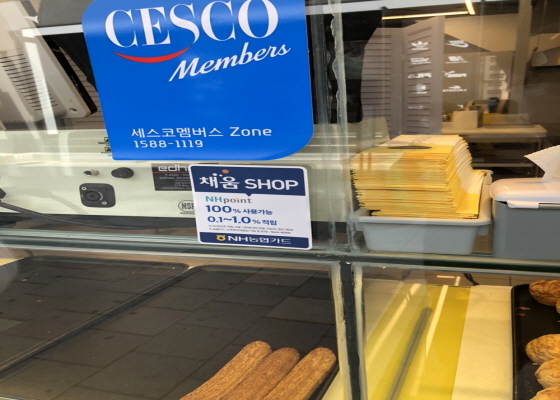 CESCO
Members
세스코멤버스 Zone
1588-1119
채움 SHOP
NHpoint
100% 사용가능
0.1~1.0% 적립
NH농협카드
NSF